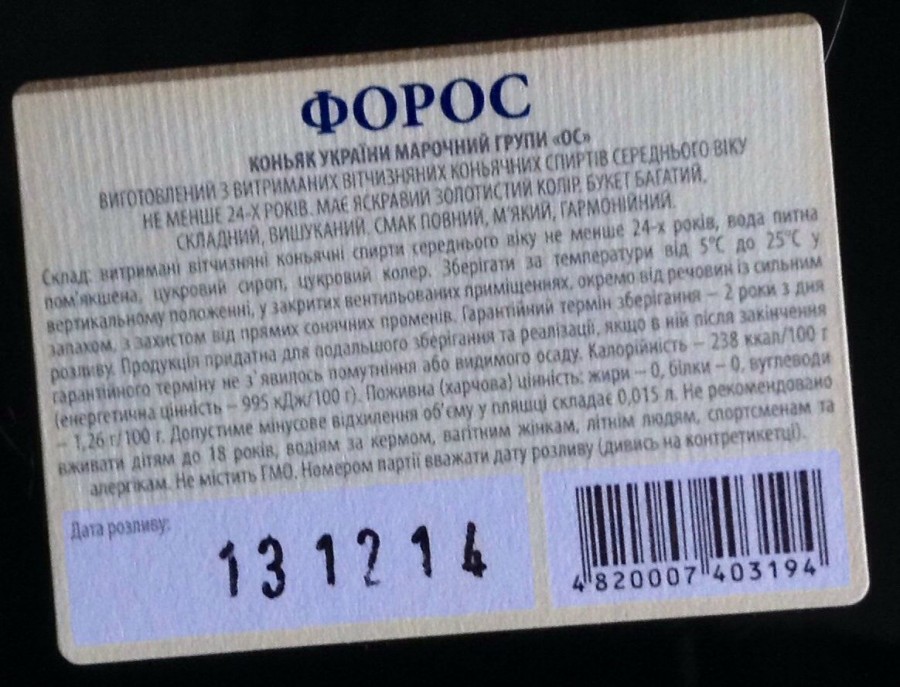 ФОРОС
КОНЬЯК УКРАЇНИ МАРОЧНИЙ ГРУПИ «ОС»
ВИГОТОВЛЕНИЙ З ВИТРИМАНИХ ВІТЧИЗНЯНИХ КОНЬЯЧНИХ СПИРТІВ СЕРЕДНЬОГО ВІКУ
НЕ МЕНШЕ 24-Х РОКІВ. МАЄ ЯСКРАВИЙ ЗОЛОТИСТИЙ КОЛІР. БУКЕТ БАГАТИЙ,
СКЛАДНИЙ, ВИШУКАНИЙ. СМАК ПОВНИЙ, М'ЯКИЙ, ГАРМОНІЙНИЙ.
Склад: витримані вітчизняні коньячні спирти середнього віку не менше 24-х років, вода питна
пом'якшена, цукровий сироп, цукровий колер. Зберігати за температури від 5°С до 25°С у
вертикальному положенні, у закритих вентильованих приміщеннях, окремо від речовин із сильним
запахом, з захистом від прямих сонячних променів. Гарантійний термін зберігання – 2 роки з дня
розливу. Продукція придатна для подальшого зберігання та реалізації, якщо в ній після закінчення
гарантійного терміну не з'явилось помутніння або видимого осаду. Калорійність – 238 ккал/100 г
(енергетична цінність – 995 кДж/100 г). Поживна (харчова) цінність: жири – 0, білки – 0, вуглеводи
– 1,26 г/100 г. Допустиме мінусове відхилення об'єму у пляшці складає 0,015 л. Не рекомендовано
вживати дітям до 18 років, водіям за кермом, вагітним жінкам, літнім людям, спортсменам та
алергікам. Не містить ГМО. Номером партії вважати дату розливу (дивись на контретикетці).
Дата розливу:
131214
4 820007 403194